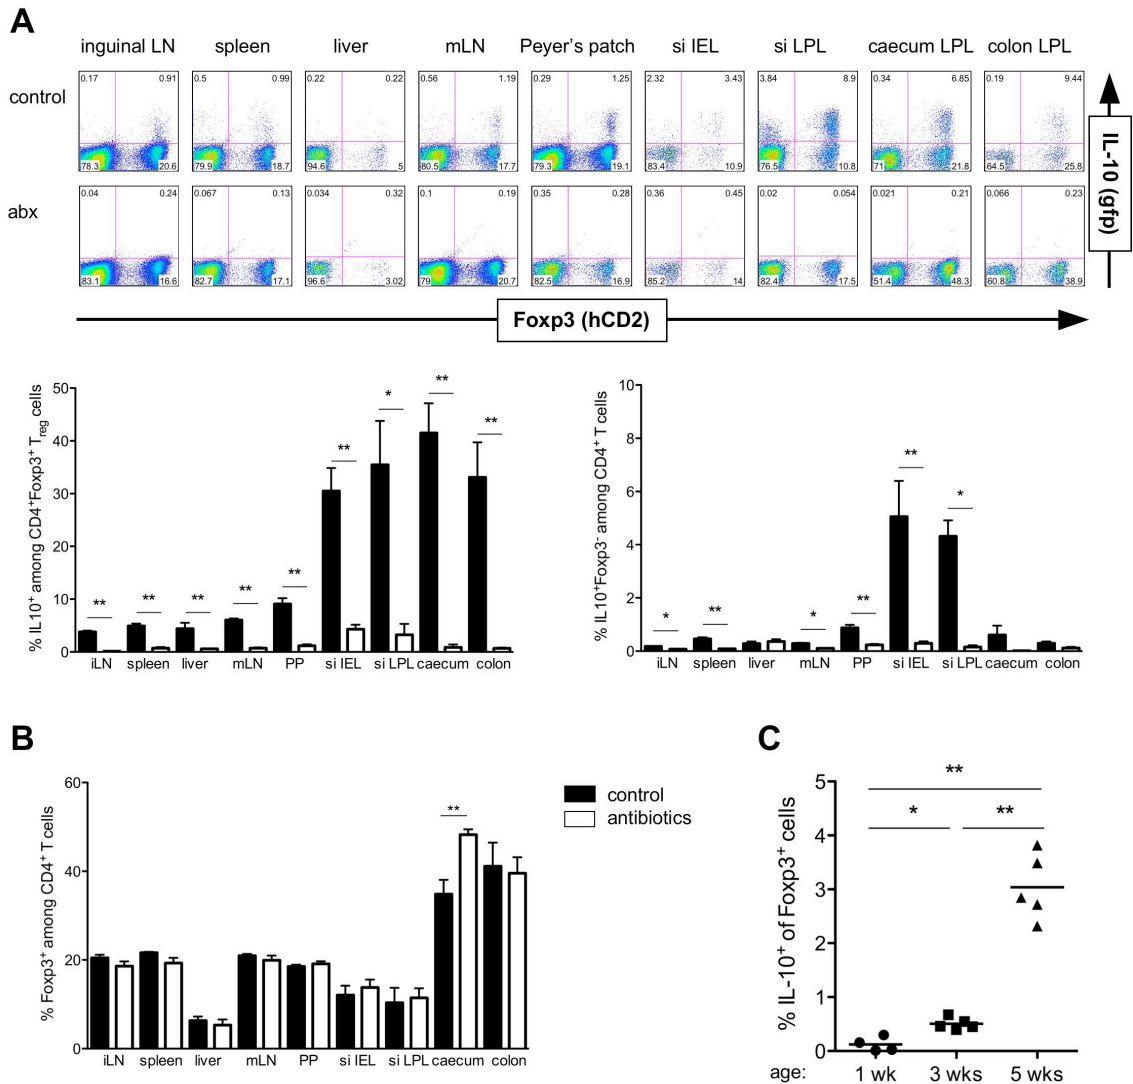 A
inguinal LN spleen liver mLN Peyer's patch si IEL si LPL caecum LPL colon LPL
control
0.17 0.91 0.5 0.99 0.22 0.22 0.56 1.19 0.29 1.25 2.32 3.43 3.84 8.9 0.34 6.85 0.19 9.44
78.3 20.6 79.9 18.7 94.6 5 80.5 17.7 79.3 19.1 83.4 10.9 76.5 10.8 71 21.8 64.5 25.8
abx
0.04 0.24 0.067 0.13 0.034 0.32 0.1 0.19 0.35 0.28 0.36 0.45 0.02 0.054 0.021 0.21 0.066 0.23
83.1 16.6 82.7 17.1 96.6 3.02 79 20.7 82.5 16.9 85.2 14 82.4 17.5 51.4 48.3 60.8 38.9
IL-10 (gfp)
Foxp3 (hCD2)
% IL10⁺ among CD4⁺Foxp3⁺ Treg cells
50
40
30
20
10
0
** ** ** ** ** ** * ** **
iLN spleen liver mLN PP si IEL si LPL caecum colon
% IL10⁺Foxp3⁻ among CD4⁺ T cells
10
8
6
4
2
0
* ** * ** ** *
iLN spleen liver mLN PP si IEL si LPL caecum colon
B
% Foxp3⁺ among CD4⁺ T cells
60
40
20
0
**
iLN spleen liver mLN PP si IEL si LPL caecum colon
control
antibiotics
C
% IL-10⁺ of Foxp3⁺ cells
5
4
3
2
1
0
**
* **
age: 1 wk 3 wks 5 wks